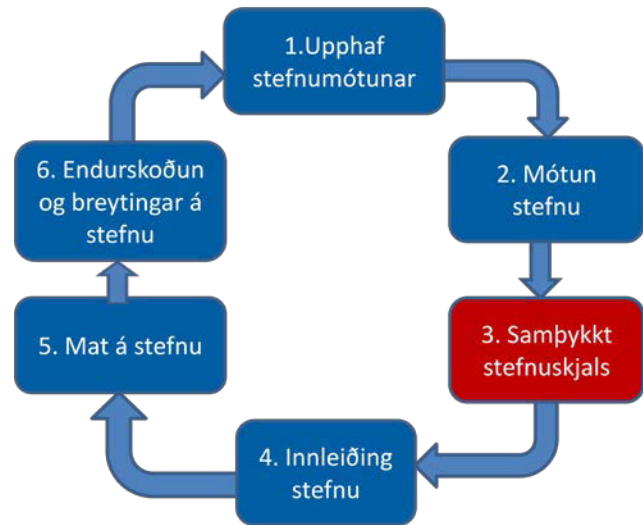 1.Upphaf
stefnumótunar
2. Mótun
stefnu
3. Samþykkt
stefnuskjals
4. Innleiðing
stefnu
5. Mat á stefnu
6. Endurskoðun
og breytingar á
stefnu